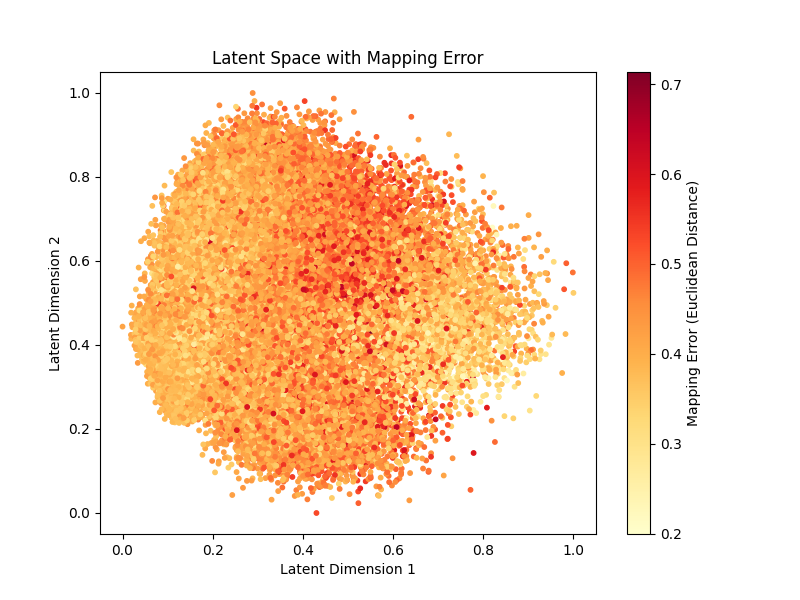 Latent Space with Mapping Error
1.0
0.8
0.6
0.4
0.2
0.0
Latent Dimension 2
0.0 0.2 0.4 0.6 0.8 1.0
Latent Dimension 1
0.7
0.6
0.5
0.4
0.3
0.2
Mapping Error (Euclidean Distance)